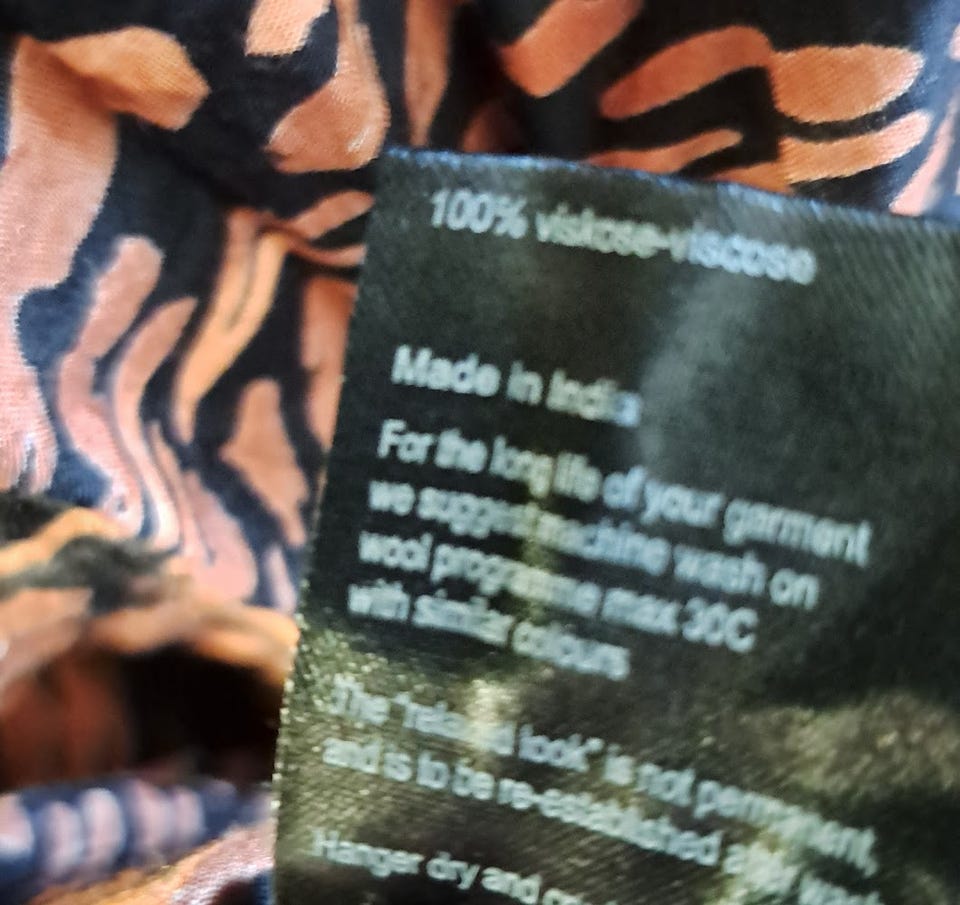 100% viskose-viscose
Made in India
For the long life of your garment
we suggest machine wash on
wool programme max 30C
with similar colours
The "relaxed look" is not permanent,
and is to be re-established after wash
Hanger dry and